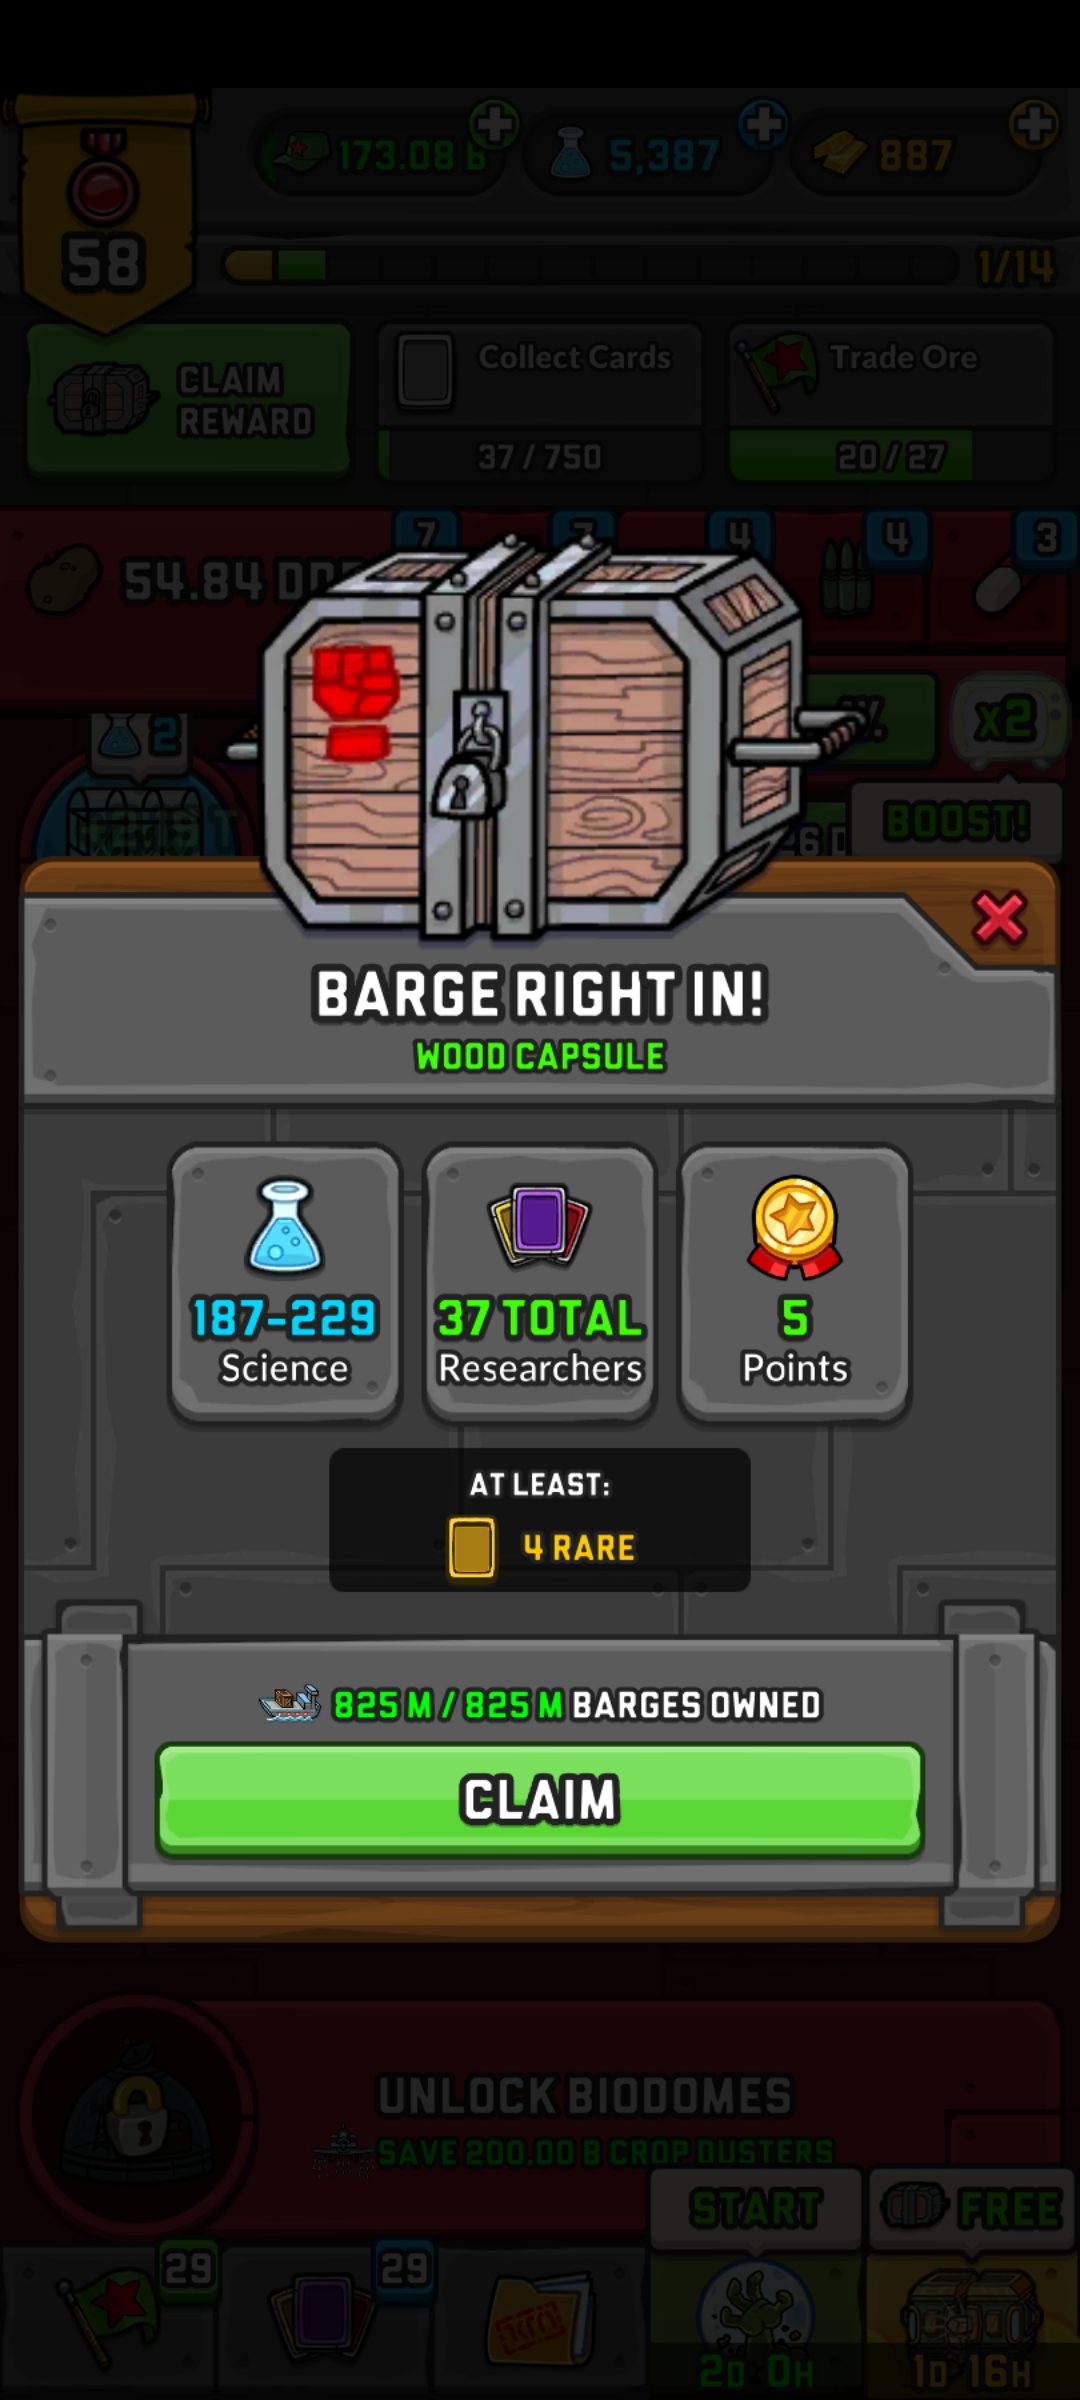 173.08 B
5,387
887
58
1/14
CLAIM
REWARD
Collect Cards
37 / 750
Trade Ore
20 / 27
7
7
4
4
3
54.84
x2
2
BOOST!
BARGE RIGHT IN!
WOOD CAPSULE
187-229
Science
37 TOTAL
Researchers
5
Points
AT LEAST:
4 RARE
825 M / 825 M BARGES OWNED
CLAIM
UNLOCK BIODOMES
SAVE 200.00 B CROP DUSTERS
START
FREE
29
29
2D 0H
1D 16H